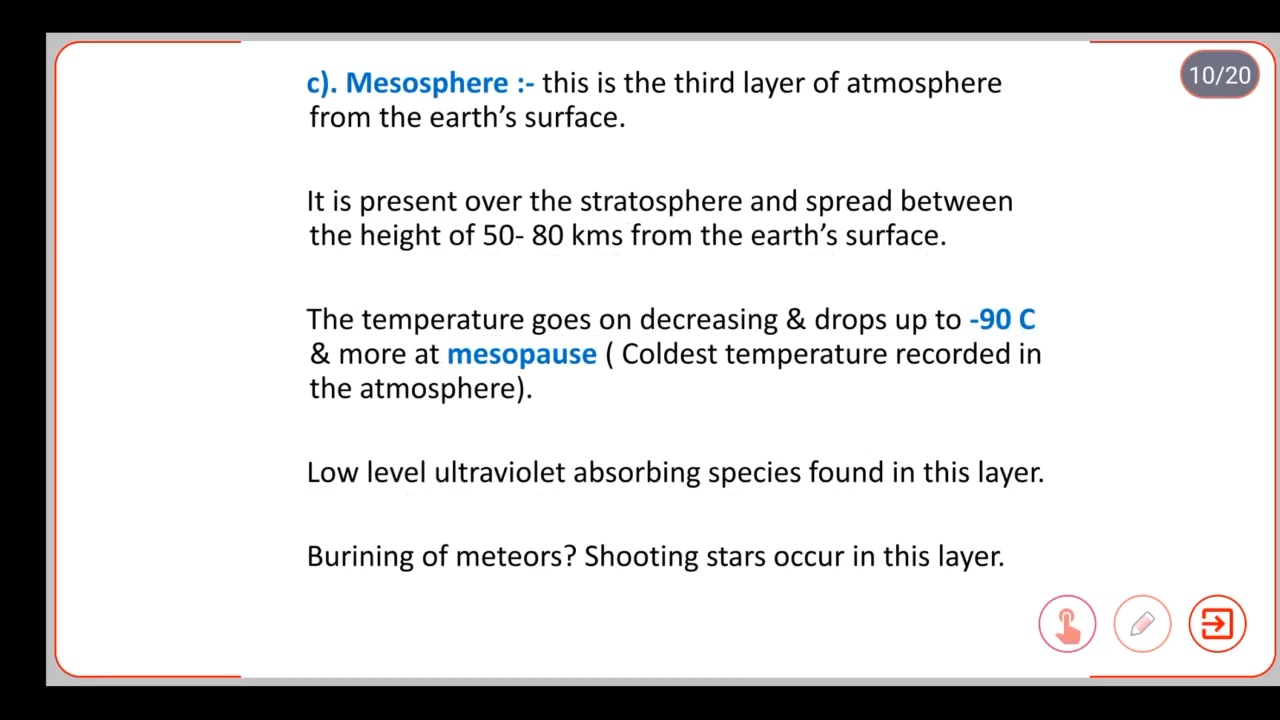 10/20
c). Mesosphere :- this is the third layer of atmosphere
from the earth’s surface.
It is present over the stratosphere and spread between
the height of 50- 80 kms from the earth’s surface.
The temperature goes on decreasing & drops up to -90 C
& more at mesopause ( Coldest temperature recorded in
the atmosphere).
Low level ultraviolet absorbing species found in this layer.
Burining of meteors? Shooting stars occur in this layer.